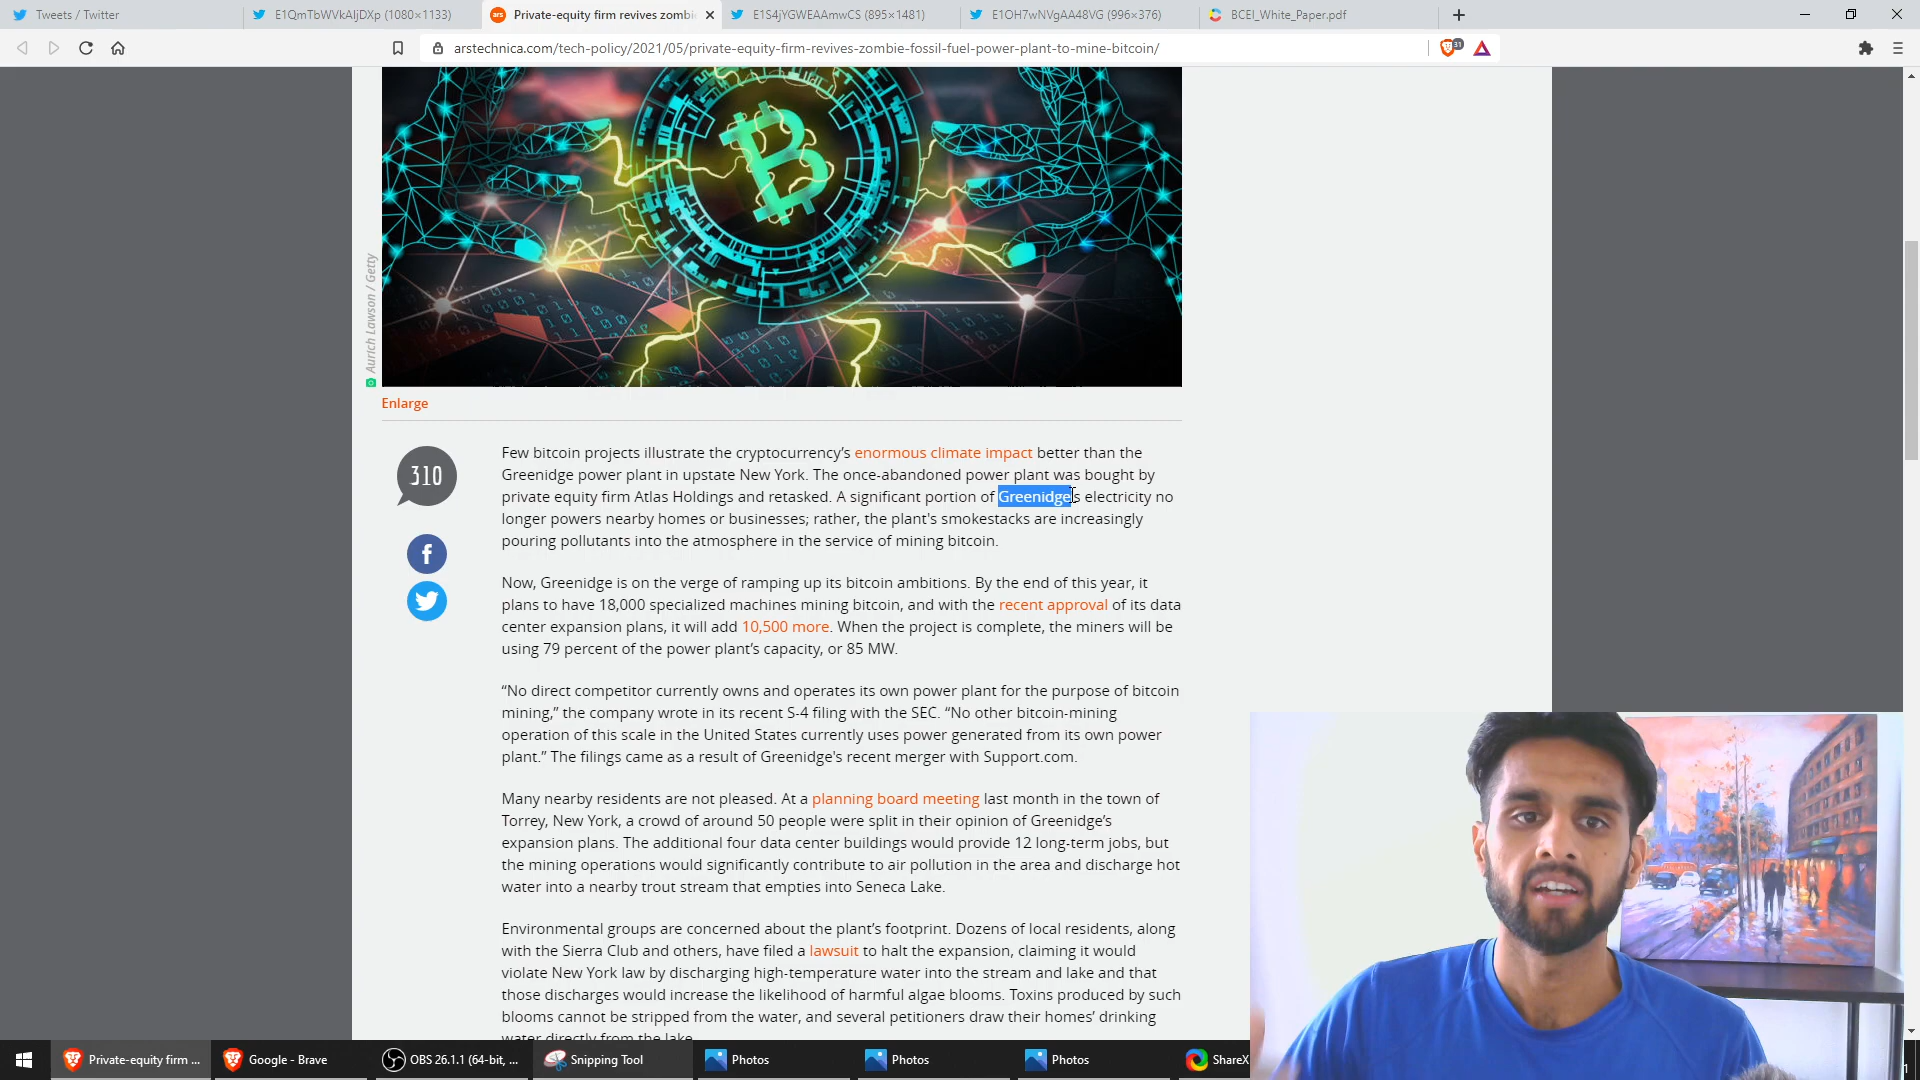 Tweets / Twitter
E1QmTbWVkAljDXp (1080×1133)
Private-equity firm revives zombi
E1S4jYGWEAAmwCS (895×1481)
E1OH7wNVgAA48VG (996×376)
BCEI_White_Paper.pdf
arstechnica.com/tech-policy/2021/05/private-equity-firm-revives-zombie-fossil-fuel-power-plant-to-mine-bitcoin/
31
Aurich Lawson / Getty
Enlarge
310
Few bitcoin projects illustrate the cryptocurrency’s enormous climate impact better than the
Greenidge power plant in upstate New York. The once-abandoned power plant was bought by
private equity firm Atlas Holdings and retasked. A significant portion of Greenidge's electricity no
longer powers nearby homes or businesses; rather, the plant's smokestacks are increasingly
pouring pollutants into the atmosphere in the service of mining bitcoin.
Now, Greenidge is on the verge of ramping up its bitcoin ambitions. By the end of this year, it
plans to have 18,000 specialized machines mining bitcoin, and with the recent approval of its data
center expansion plans, it will add 10,500 more. When the project is complete, the miners will be
using 79 percent of the power plant’s capacity, or 85 MW.
“No direct competitor currently owns and operates its own power plant for the purpose of bitcoin
mining,” the company wrote in its recent S-4 filing with the SEC. “No other bitcoin-mining
operation of this scale in the United States currently uses power generated from its own power
plant.” The filings came as a result of Greenidge's recent merger with Support.com.
Many nearby residents are not pleased. At a planning board meeting last month in the town of
Torrey, New York, a crowd of around 50 people were split in their opinion of Greenidge’s
expansion plans. The additional four data center buildings would provide 12 long-term jobs, but
the mining operations would significantly contribute to air pollution in the area and discharge hot
water into a nearby trout stream that empties into Seneca Lake.
Environmental groups are concerned about the plant’s footprint. Dozens of local residents, along
with the Sierra Club and others, have filed a lawsuit to halt the expansion, claiming it would
violate New York law by discharging high-temperature water into the stream and lake and that
those discharges would increase the likelihood of harmful algae blooms. Toxins produced by such
blooms cannot be stripped from the water, and several petitioners draw their homes’ drinking
water directly from the lake.
Private-equity firm ...
Google - Brave
OBS 26.1.1 (64-bit, ...
Snipping Tool
Photos
Photos
Photos
ShareX